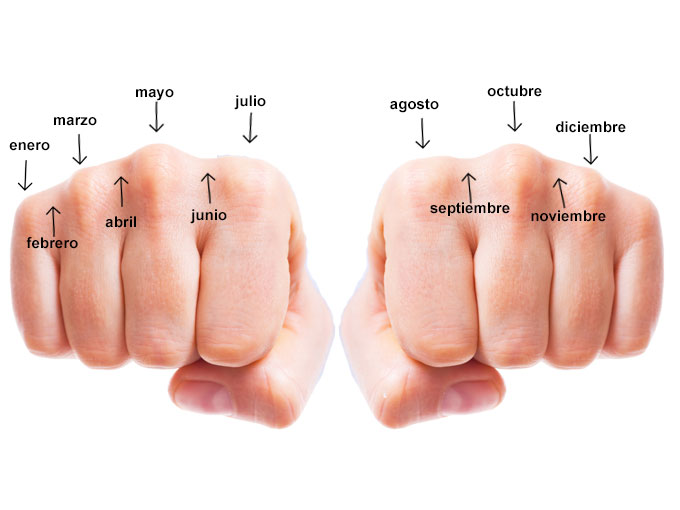 enero
febrero
marzo
abril
mayo
junio
julio
agosto
septiembre
octubre
noviembre
diciembre